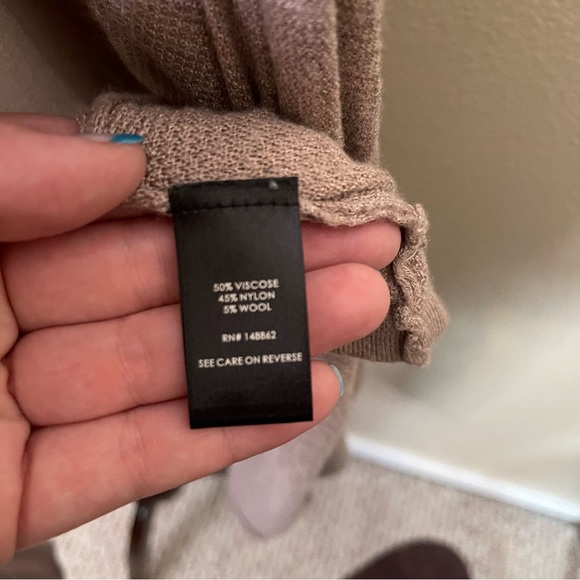 50% VISCOSE
45% NYLON
5% WOOL
RN# 148862
SEE CARE ON REVERSE